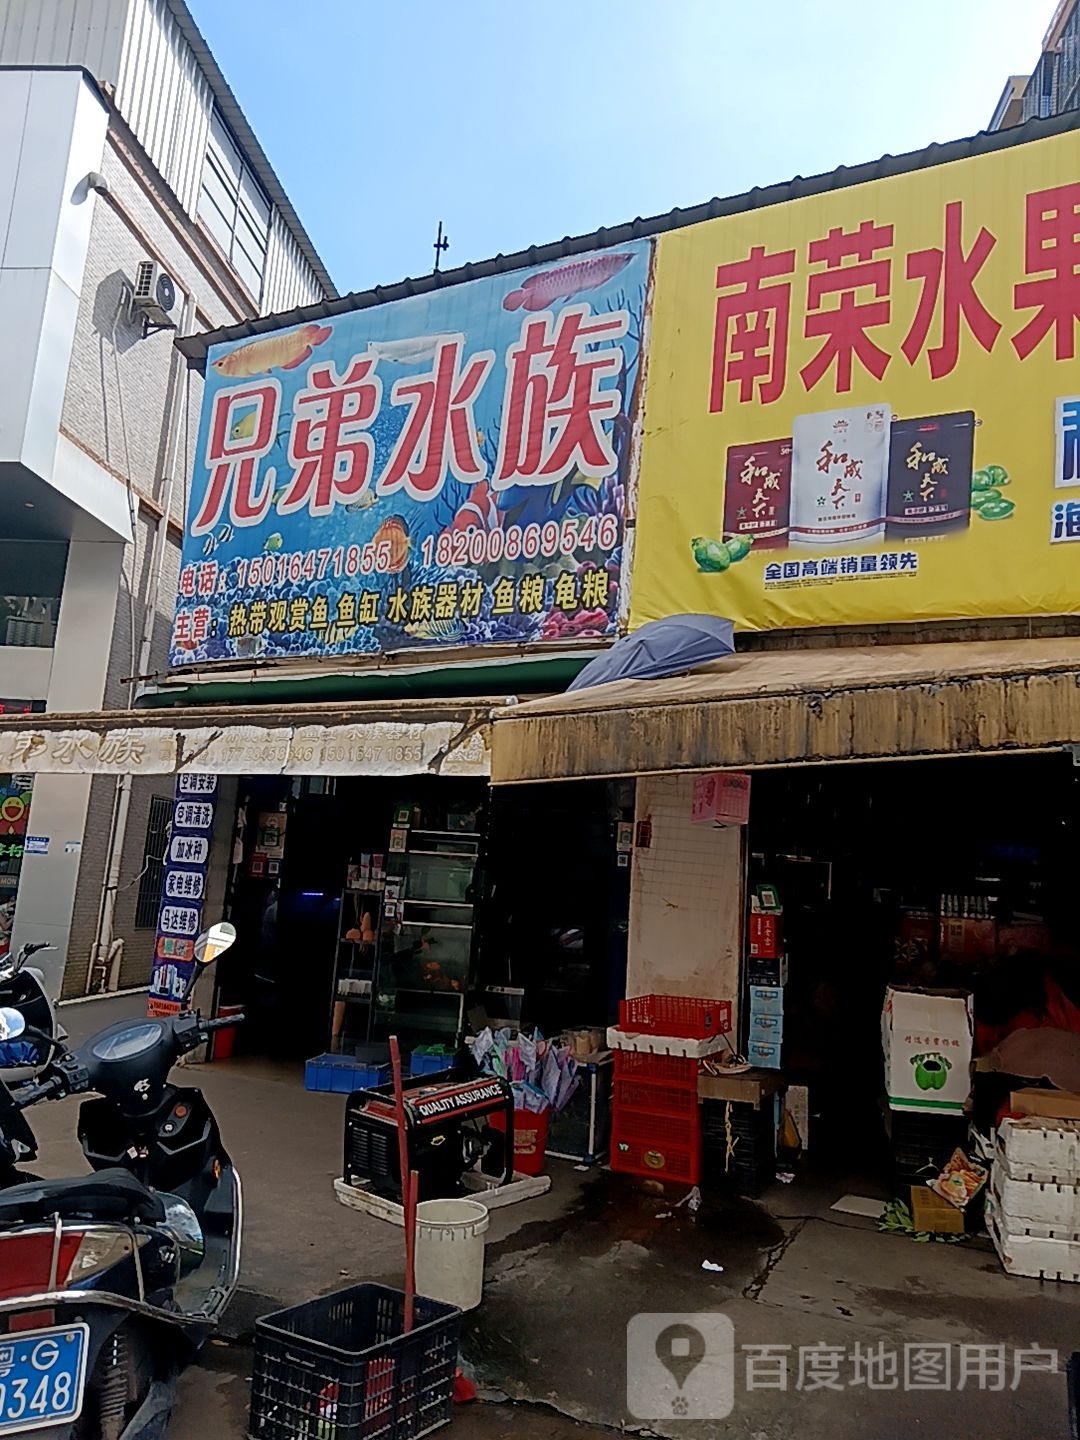 兄弟水族
电话：15016471855 18200869546
主营：热带观赏鱼 鱼缸 水族器材 鱼粮 龟粮
南荣水果
和成天下
和成天下
和成天下
全国高端销量领先
水族
15016471855
空调安装
空调清洗
加冰种
家电维修
马达维修
QUALITY ASSURANCE
粤·G
0348
百度地图用户